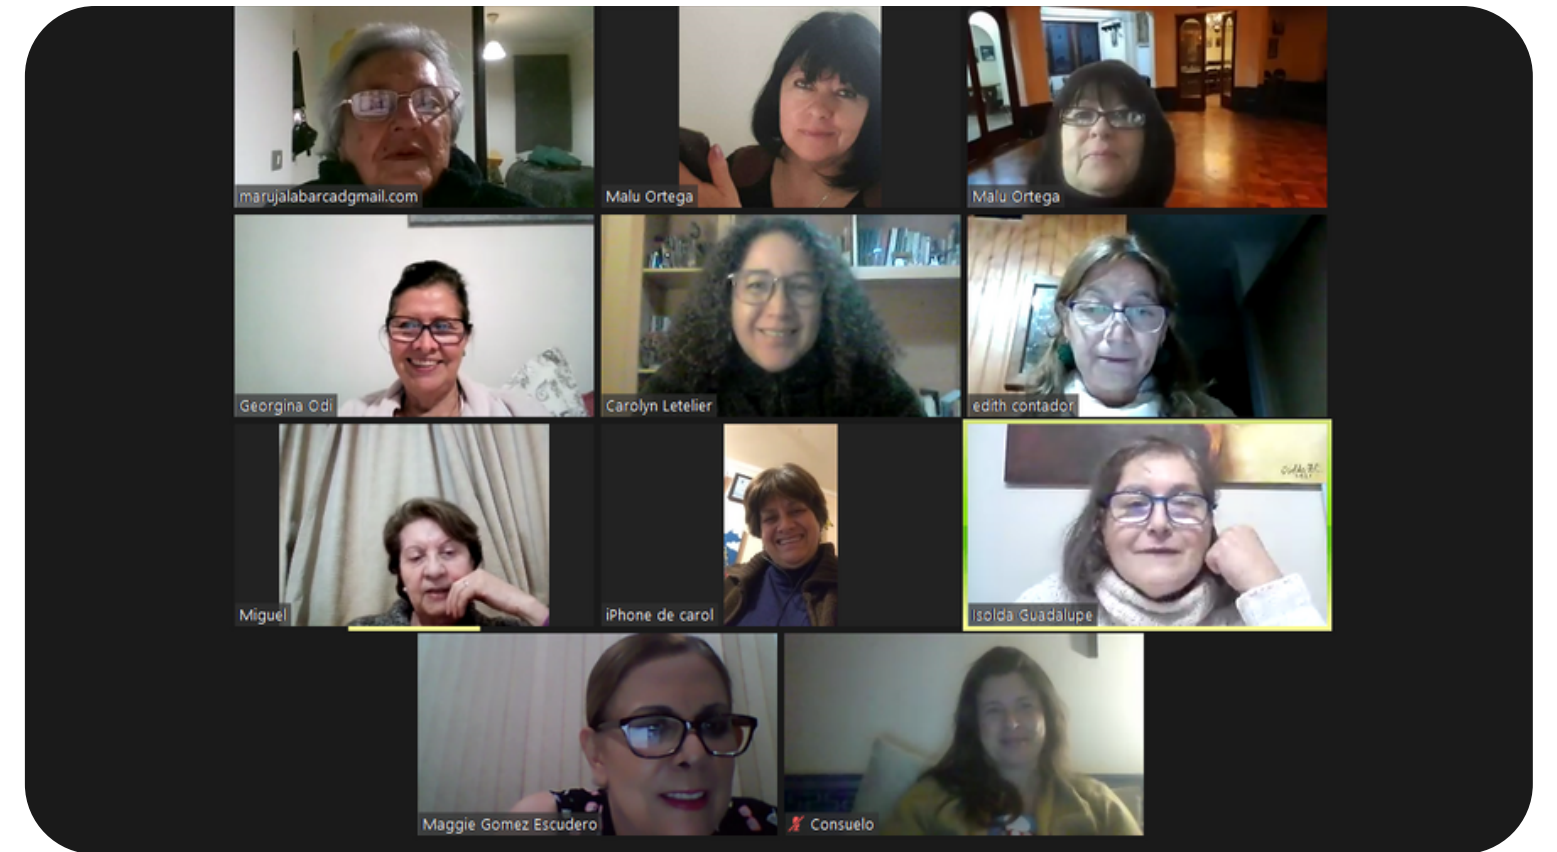 marujalabarcadgmail.com
Malu Ortega
Malu Ortega
Georgina Odi
Carolyn Letelier
edith contador
Miguel
iPhone de carol
Isolda Guadalupe
Maggie Gomez Escudero
Consuelo